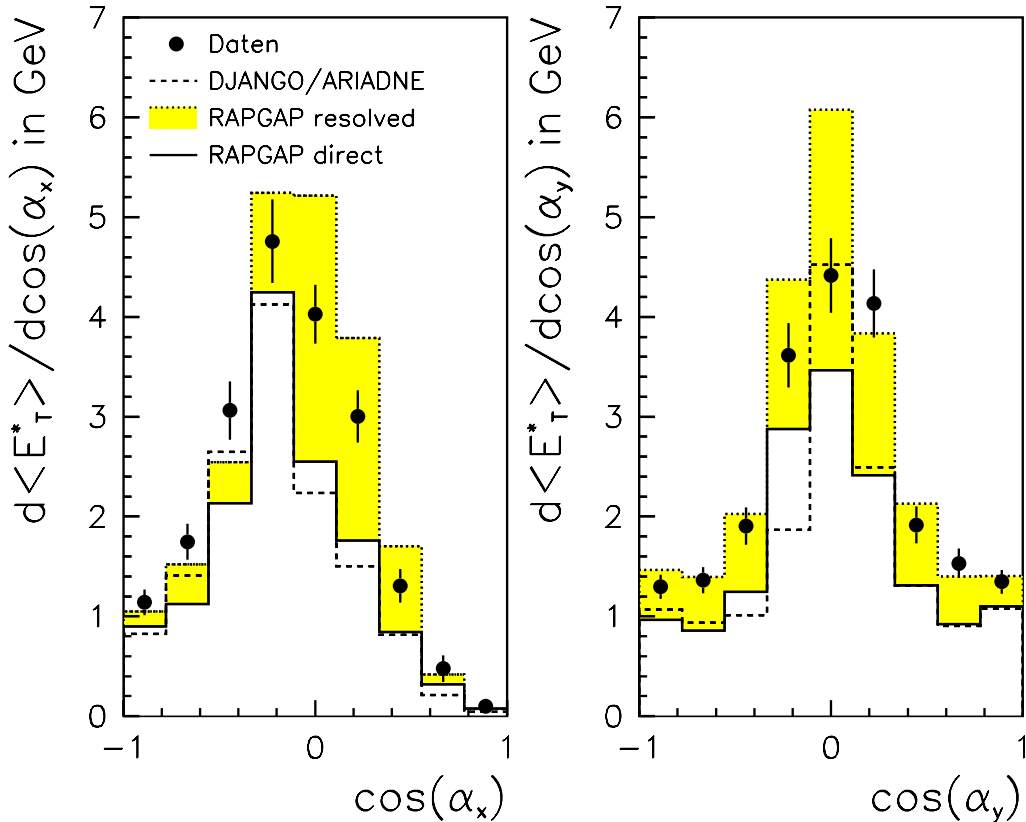 d<E*T>/dcos(αx) in GeV
7
6
5
4
3
2
1
0
Daten
DJANGO/ARIADNE
RAPGAP resolved
RAPGAP direct
−1
0
1
cos(αx)
d<E*T>/dcos(αy) in GeV
7
6
5
4
3
2
1
0
−1
0
1
cos(αy)